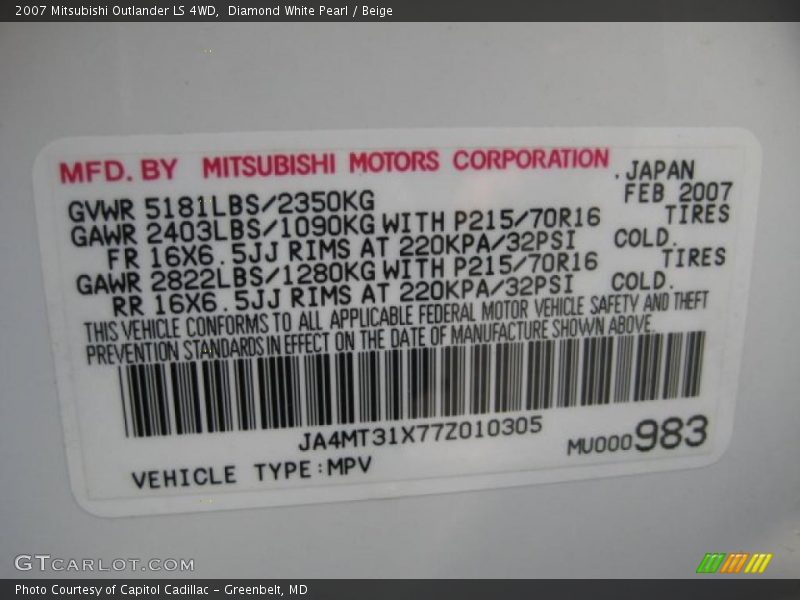 2007 Mitsubishi Outlander LS 4WD,  Diamond White Pearl / Beige
MFD. BY MITSUBISHI MOTORS CORPORATION . JAPAN
GVWR 5181LBS/2350KG FEB 2007
GAWR 2403LBS/1090KG WITH P215/70R16 TIRES
FR 16X6.5JJ RIMS AT 220KPA/32PSI COLD.
GAWR 2822LBS/1280KG WITH P215/70R16 TIRES
RR 16X6.5JJ RIMS AT 220KPA/32PSI COLD.
THIS VEHICLE CONFORMS TO ALL APPLICABLE FEDERAL MOTOR VEHICLE SAFETY AND THEFT
PREVENTION STANDARDS IN EFFECT ON THE DATE OF MANUFACTURE SHOWN ABOVE.
JA4MT31X77Z010305
MU000983
VEHICLE TYPE:MPV
GTCARLOT.COM
Photo Courtesy of Capitol Cadillac - Greenbelt, MD